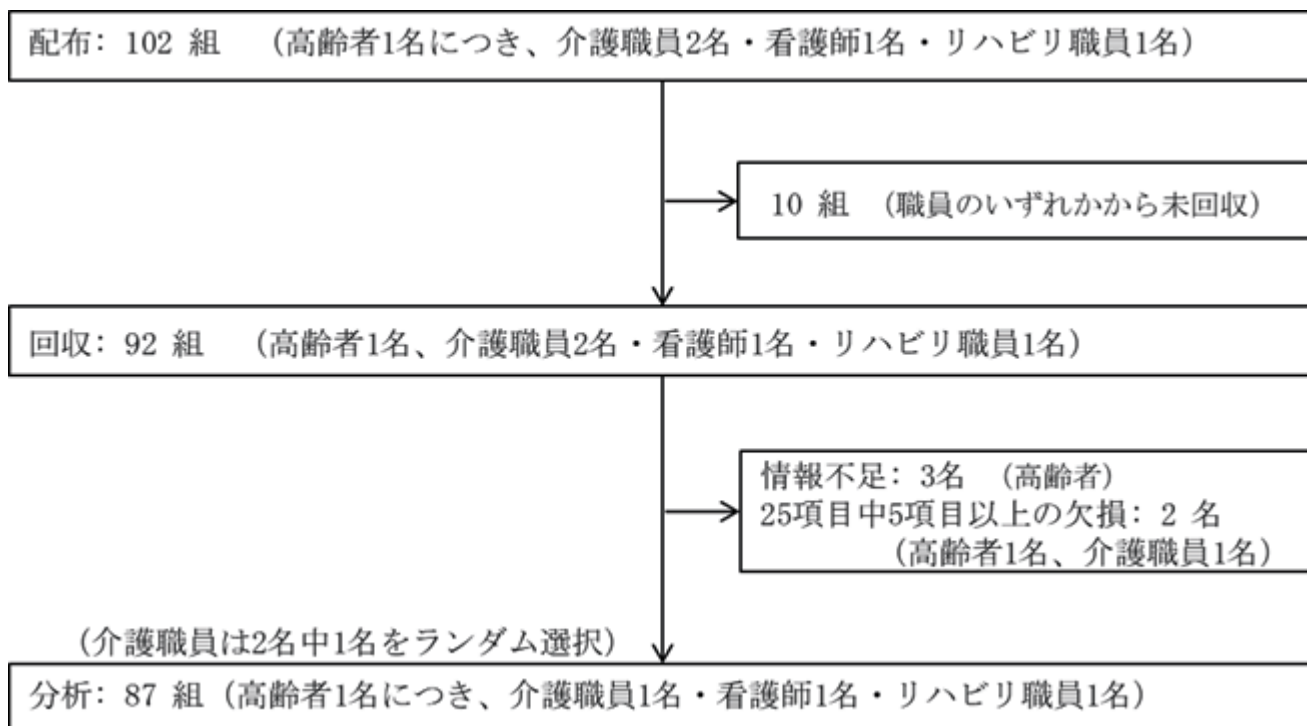 配布: 102 組 （高齢者1名につき、介護職員2名・看護師1名・リハビリ職員1名）
10 組 （職員のいずれかから未回収）
回収: 92 組 （高齢者1名、介護職員2名・看護師1名・リハビリ職員1名）
情報不足: 3名 （高齢者）
25項目中5項目以上の欠損: 2 名
（高齢者1名、介護職員1名）
（介護職員は2名中1名をランダム選択）
分析: 87 組（高齢者1名につき、介護職員1名・看護師1名・リハビリ職員1名）